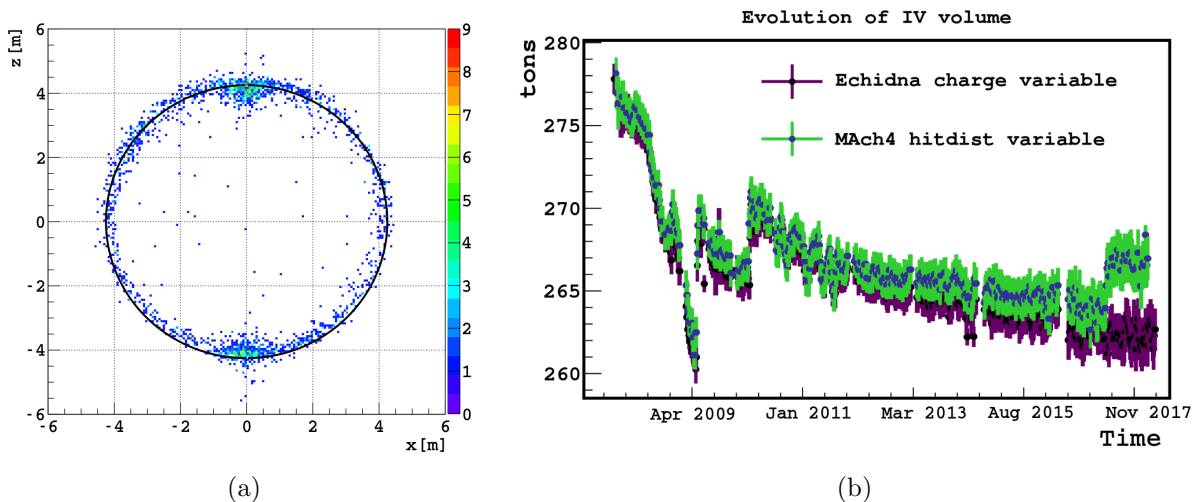 z[m]
6
4
2
0
-2
-4
-6
-6
-4
-2
0
2
4
6
x[m]
9
8
7
6
5
4
3
2
1
0
(a)
Evolution of IV volume
tons
280
275
270
265
260
Echidna charge variable
MAch4 hitdist variable
Apr 2009
Jan 2011
Mar 2013
Aug 2015
Nov 2017
Time
(b)